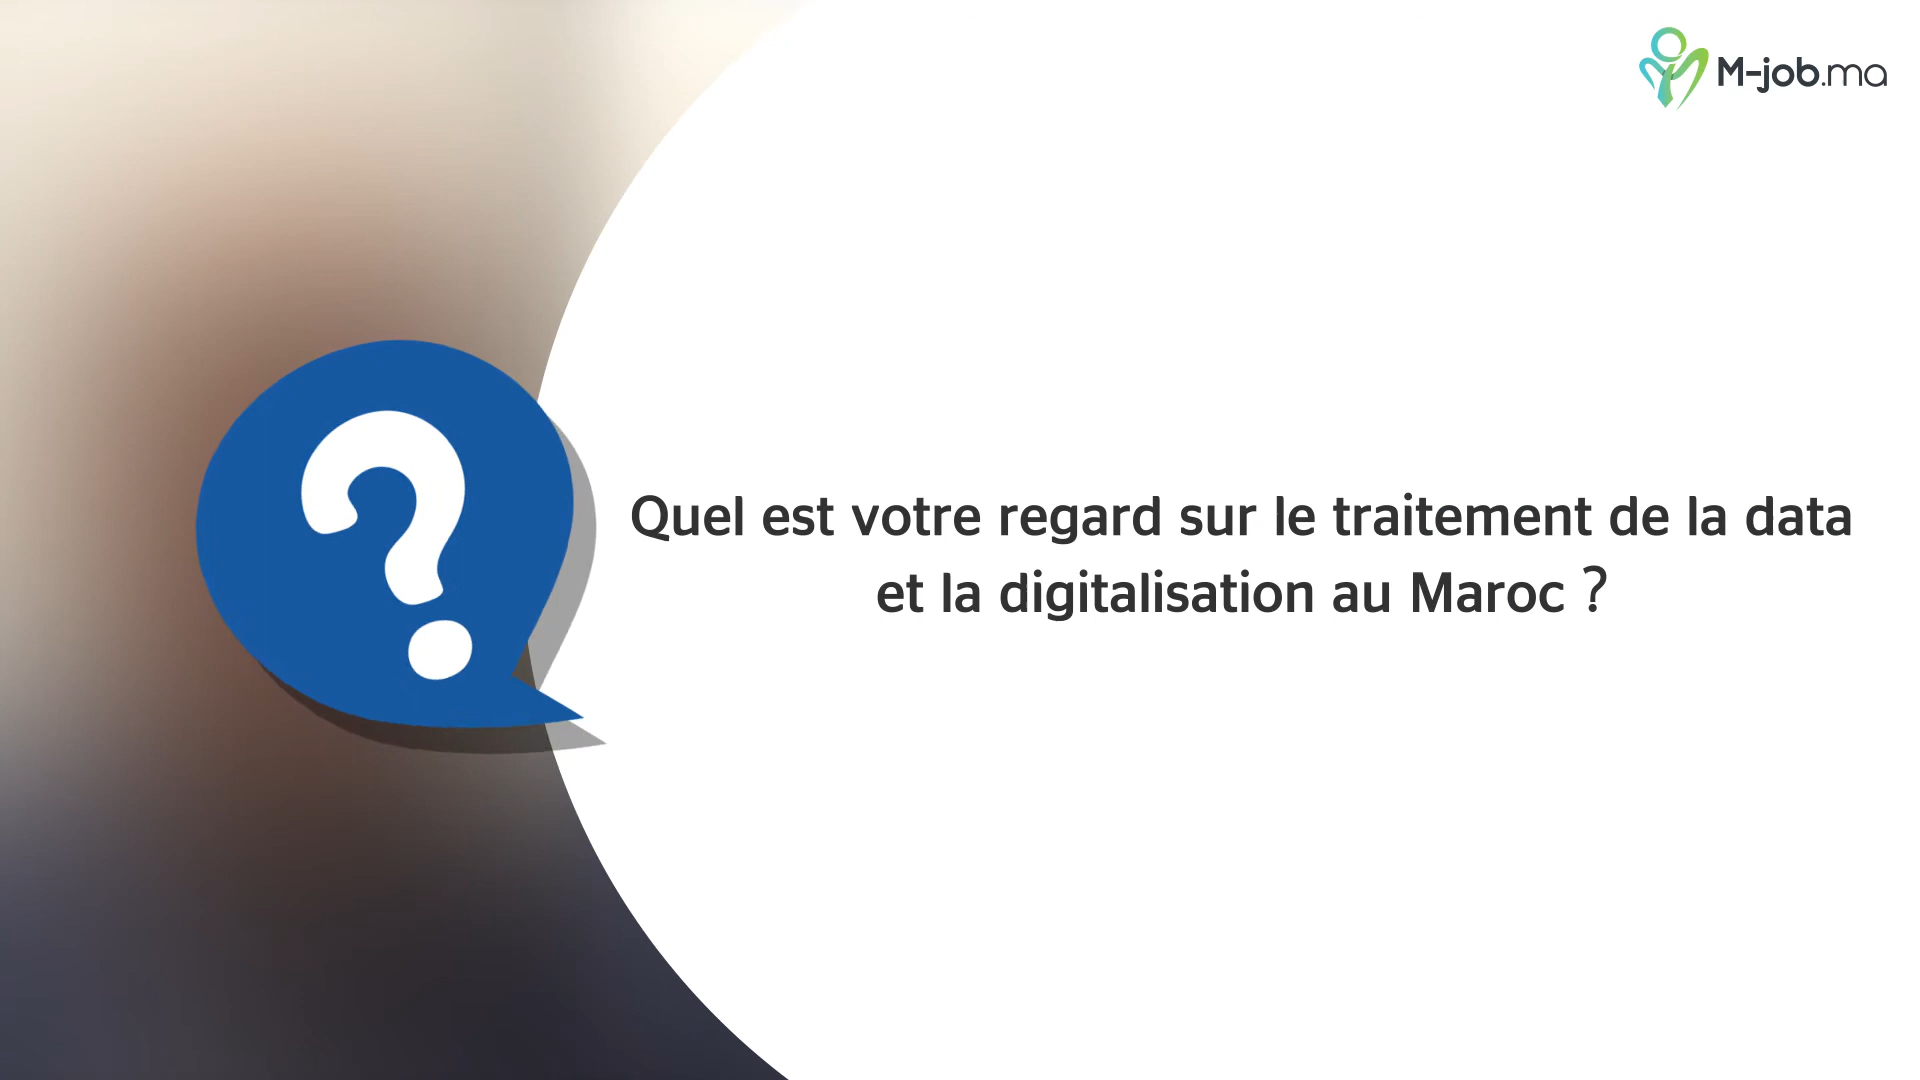 M-job.ma
Quel est votre regard sur le traitement de la data
et la digitalisation au Maroc ?